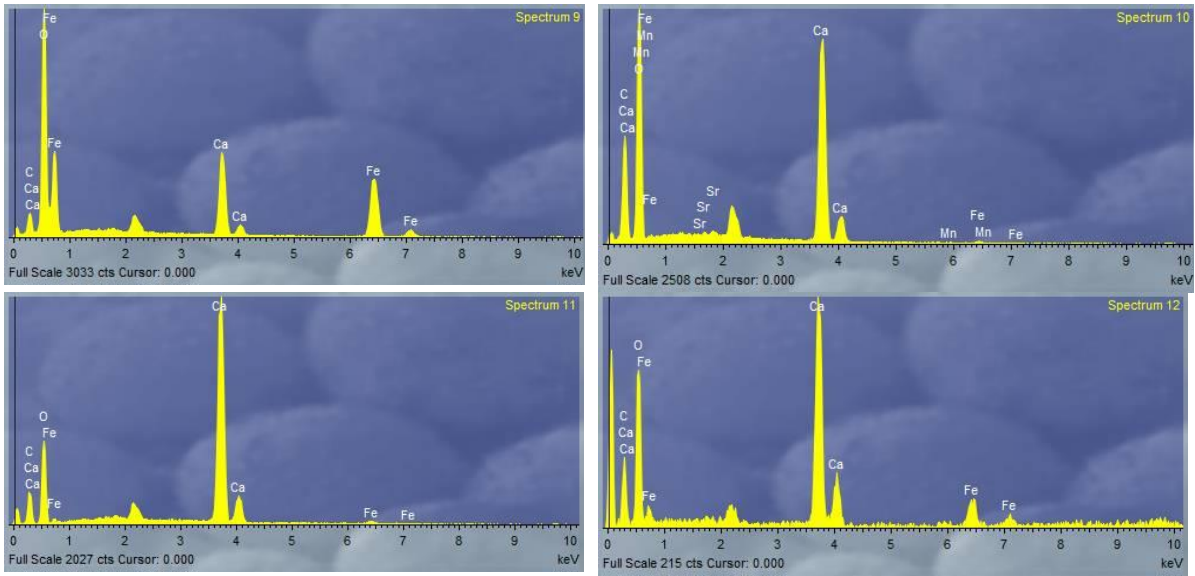 Spectrum 9
Fe
O
Fe
C
Ca
Ca
Ca
Ca
Fe
Fe
0 1 2 3 4 5 6 7 8 9 10
Full Scale 3033 cts Cursor: 0.000 keV
Spectrum 10
Fe
Mn
Mn
O
C
Ca
Ca
Fe
Sr
Sr
Sr
Ca
Ca
Mn
Fe
Mn
Fe
0 1 2 3 4 5 6 7 8 9 10
Full Scale 2508 cts Cursor: 0.000 keV
Spectrum 11
O
Fe
C
Ca
Ca
Fe
Ca
Ca
Fe
Fe
0 1 2 3 4 5 6 7 8 9 10
Full Scale 2027 cts Cursor: 0.000 keV
Spectrum 12
O
Fe
C
Ca
Ca
Fe
Ca
Ca
Fe
Fe
0 1 2 3 4 5 6 7 8 9 10
Full Scale 215 cts Cursor: 0.000 keV